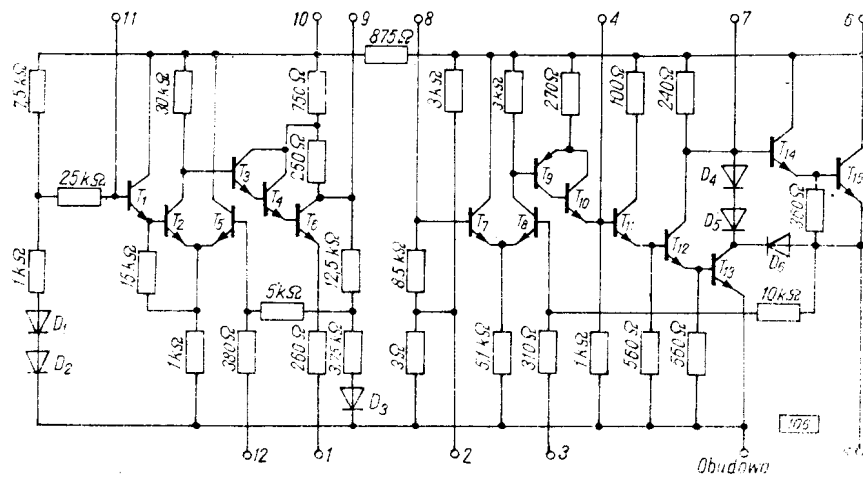 11 10 9 8 4 7 6
875Ω
7,5kΩ 30kΩ 750Ω 3kΩ 3kΩ 270Ω 100Ω 240Ω
250Ω T14
T3 T9 D4 T15
25kΩ T1 T4 T10 360Ω
T2 T5 T6 T7 T8 T11 D5
T12
1kΩ 15kΩ 12,5kΩ 8,5kΩ T13 D6
5kΩ 10kΩ
D1
D2 1kΩ 380Ω 260Ω 3,75kΩ 3Ω 5,1kΩ 310Ω 1kΩ 560Ω 560Ω
D3
106
12 1 2 3 Obudowa